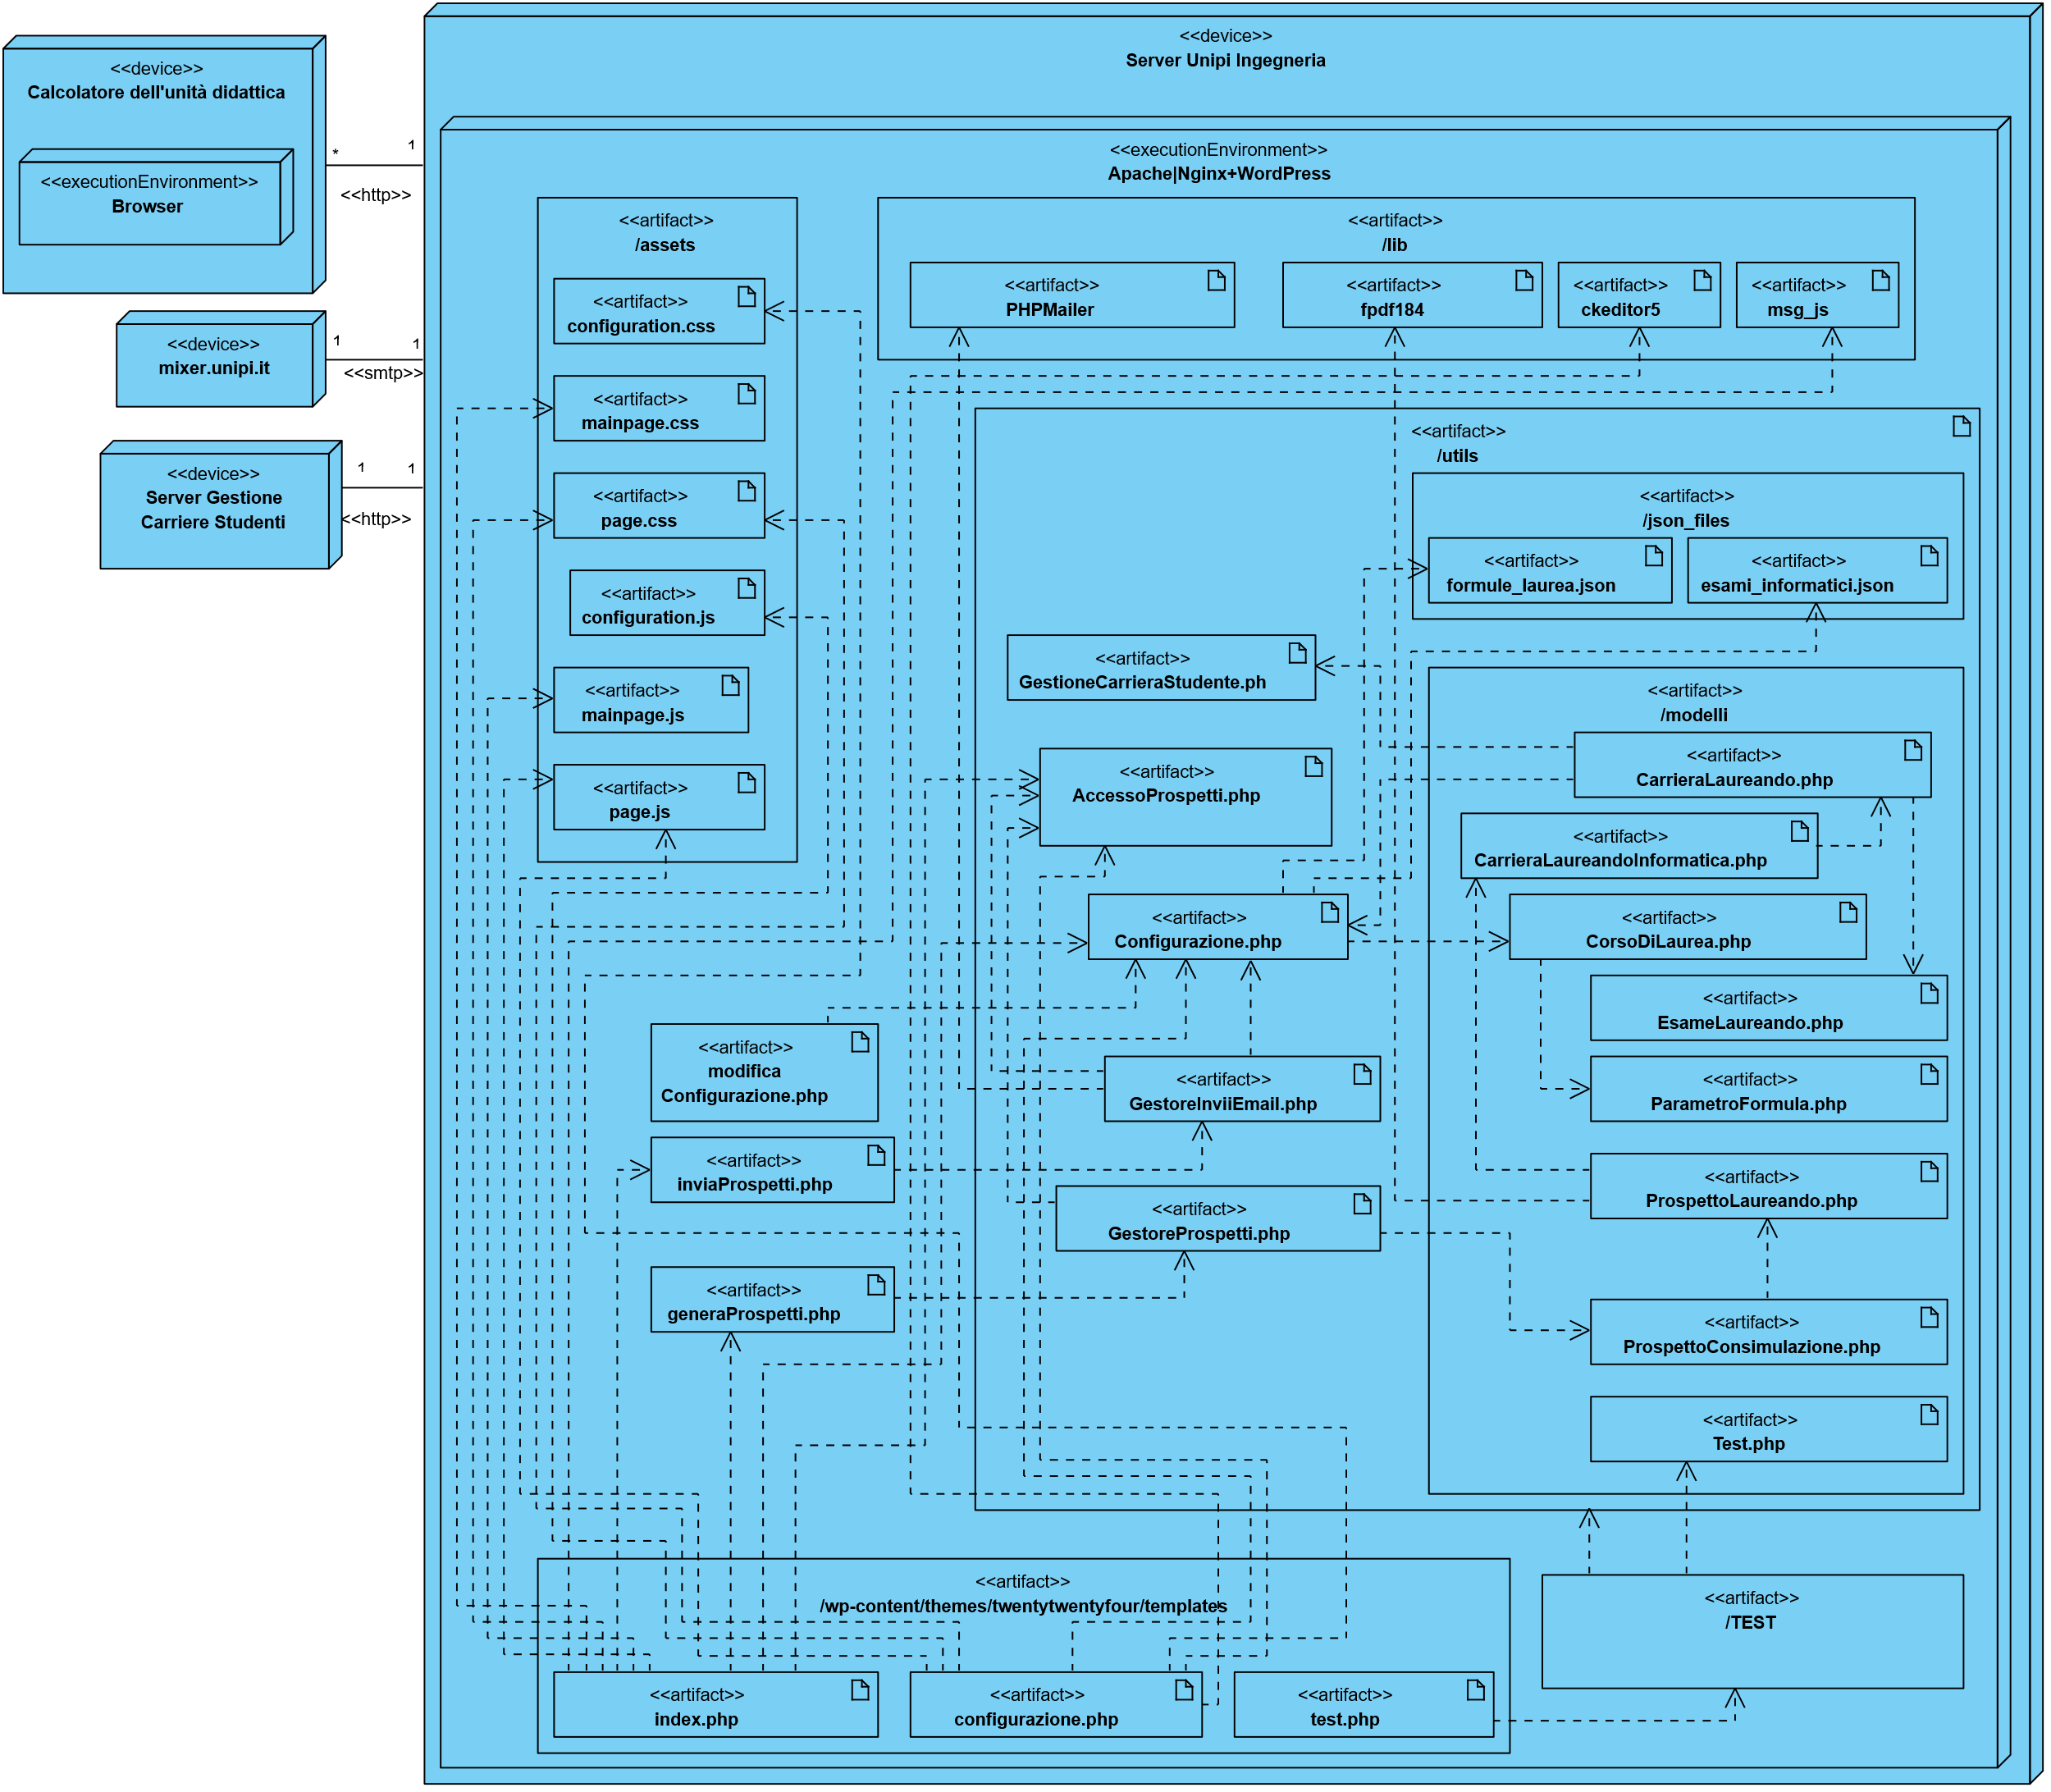 <<device>>
Calcolatore dell'unità didattica
<<executionEnvironment>>
Browser
*
1
<<http>>
<<device>>
mixer.unipi.it
1
1
<<smtp>>
<<device>>
Server Gestione
Carriere Studenti
1
1
<<http>>
<<device>>
Server Unipi Ingegneria
<<executionEnvironment>>
Apache|Nginx+WordPress
<<artifact>>
/assets
<<artifact>>
configuration.css
<<artifact>>
mainpage.css
<<artifact>>
page.css
<<artifact>>
configuration.js
<<artifact>>
mainpage.js
<<artifact>>
page.js
<<artifact>>
/lib
<<artifact>>
PHPMailer
<<artifact>>
fpdf184
<<artifact>>
ckeditor5
<<artifact>>
msg_js
<<artifact>>
/utils
<<artifact>>
/json_files
<<artifact>>
formule_laurea.json
<<artifact>>
esami_informatici.json
<<artifact>>
GestioneCarrieraStudente.ph
<<artifact>>
AccessoProspetti.php
<<artifact>>
Configurazione.php
<<artifact>>
GestoreInviiEmail.php
<<artifact>>
GestoreProspetti.php
<<artifact>>
/modelli
<<artifact>>
CarrieraLaureando.php
<<artifact>>
CarrieraLaureandoInformatica.php
<<artifact>>
CorsoDiLaurea.php
<<artifact>>
EsameLaureando.php
<<artifact>>
ParametroFormula.php
<<artifact>>
ProspettoLaureando.php
<<artifact>>
ProspettoConsimulazione.php
<<artifact>>
Test.php
<<artifact>>
modifica
Configurazione.php
<<artifact>>
inviaProspetti.php
<<artifact>>
generaProspetti.php
<<artifact>>
/wp-content/themes/twentytwentyfour/templates
<<artifact>>
index.php
<<artifact>>
configurazione.php
<<artifact>>
test.php
<<artifact>>
/TEST